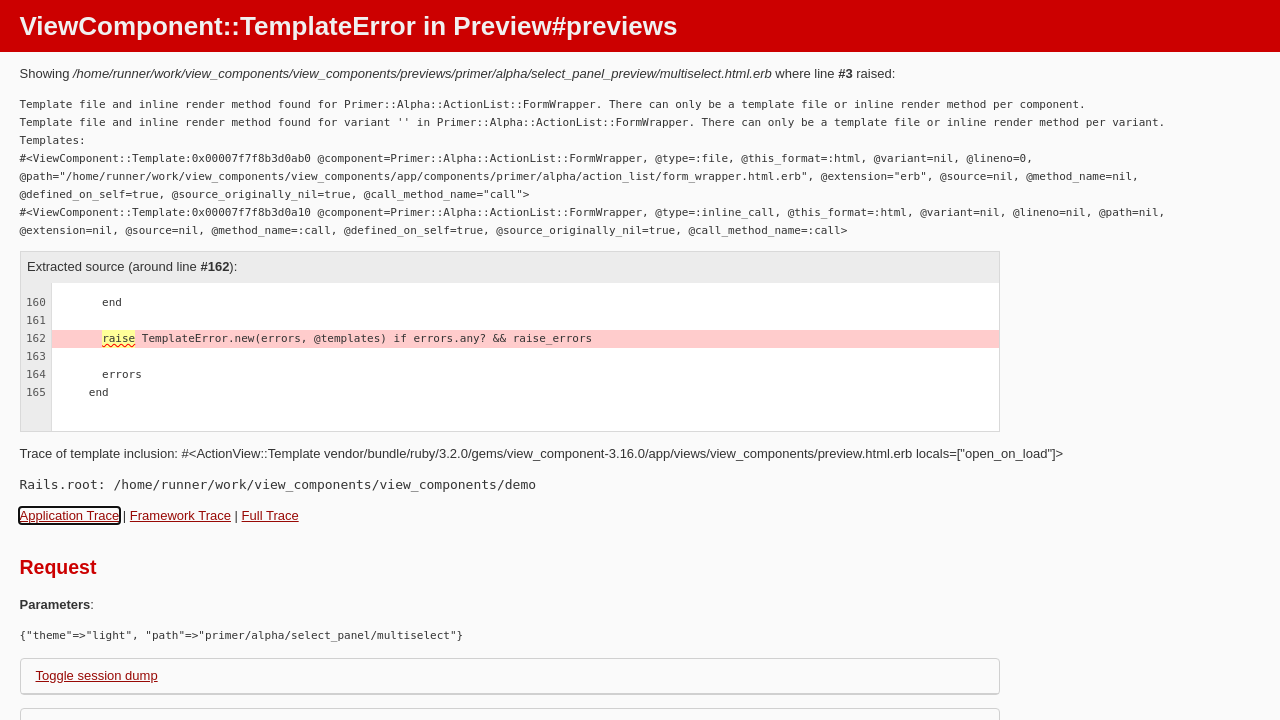 ViewComponent::TemplateError in Preview#previews
Showing /home/runner/work/view_components/view_components/previews/primer/alpha/select_panel_preview/multiselect.html.erb where line #3 raised:
Template file and inline render method found for Primer::Alpha::ActionList::FormWrapper. There can only be a template file or inline render method per component.
Template file and inline render method found for variant '' in Primer::Alpha::ActionList::FormWrapper. There can only be a template file or inline render method per variant.
Templates:
#<ViewComponent::Template:0x00007f7f8b3d0ab0 @component=Primer::Alpha::ActionList::FormWrapper, @type=:file, @this_format=:html, @variant=nil, @lineno=0,
@path="/home/runner/work/view_components/view_components/app/components/primer/alpha/action_list/form_wrapper.html.erb", @extension="erb", @source=nil, @method_name=nil,
@defined_on_self=true, @source_originally_nil=true, @call_method_name="call">
#<ViewComponent::Template:0x00007f7f8b3d0a10 @component=Primer::Alpha::ActionList::FormWrapper, @type=:inline_call, @this_format=:html, @variant=nil, @lineno=nil, @path=nil,
@extension=nil, @source=nil, @method_name=:call, @defined_on_self=true, @source_originally_nil=true, @call_method_name=:call>
Extracted source (around line #162):
160 end
161
162 raise TemplateError.new(errors, @templates) if errors.any? && raise_errors
163
164 errors
165 end
Trace of template inclusion: #<ActionView::Template vendor/bundle/ruby/3.2.0/gems/view_component-3.16.0/app/views/view_components/preview.html.erb locals=["open_on_load"]>
Rails.root: /home/runner/work/view_components/view_components/demo
Application Trace | Framework Trace | Full Trace
Request
Parameters:
{"theme"=>"light", "path"=>"primer/alpha/select_panel/multiselect"}
Toggle session dump